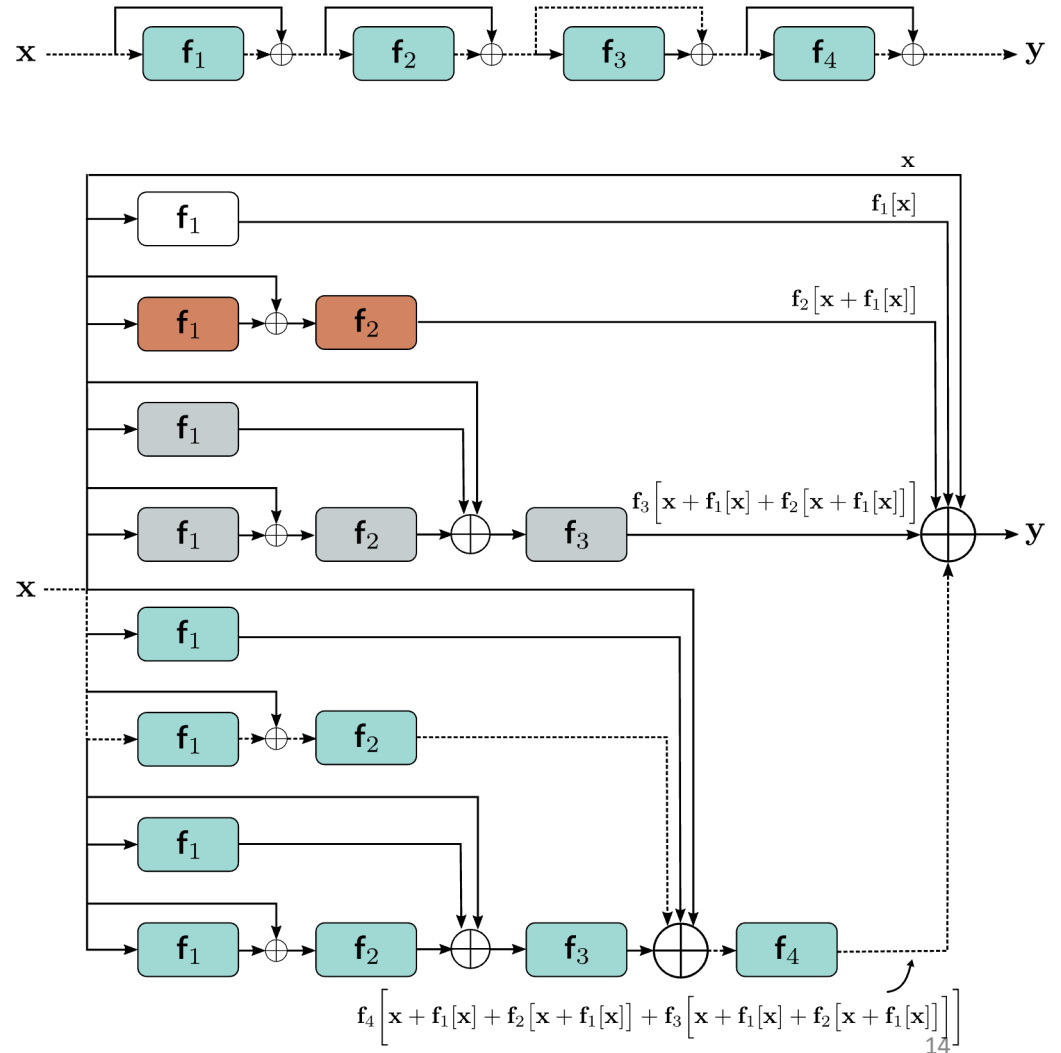 x f₁ f₂ f₃ f₄ y
x
f₁ f₁[x]
f₁ f₂ f₂[x + f₁[x]]
f₁
f₁ f₂ f₃ f₃[x + f₁[x] + f₂[x + f₁[x]]] y
x
f₁
f₁ f₂
f₁
f₁ f₂ f₃ f₄
f₄[x + f₁[x] + f₂[x + f₁[x]] + f₃[x + f₁[x] + f₂[x + f₁[x]]]]
14